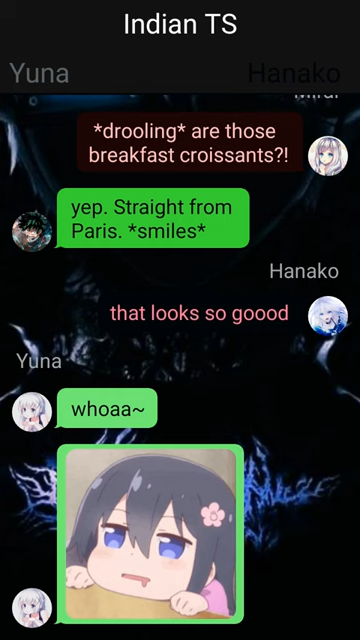 Indian TS
Yuna
Hanako
Mirai
*drooling* are those
breakfast croissants?!
yep. Straight from
Paris. *smiles*
Hanako
that looks so goood
Yuna
whoaa~